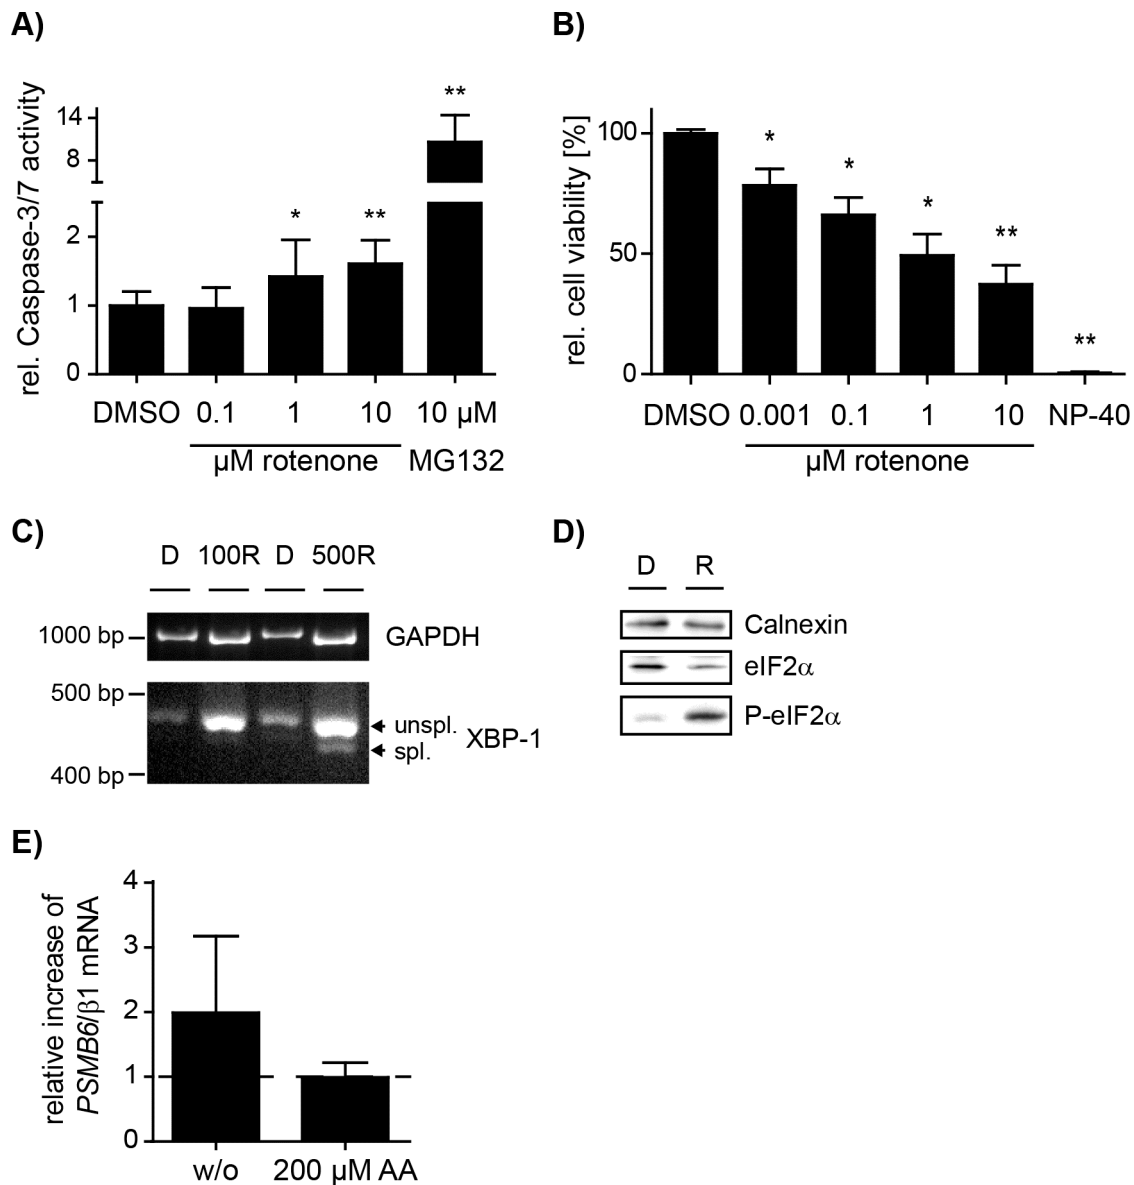 A)
rel. Caspase-3/7 activity
14
8
2
1
0
* ** **
DMSO 0.1 1 10 10 µM
µM rotenone MG132
B)
rel. cell viability [%]
100
50
0
* * * ** **
DMSO 0.001 0.1 1 10 NP-40
µM rotenone
C)
D 100R D 500R
1000 bp
GAPDH
500 bp
unspl.
XBP-1
spl.
400 bp
D)
D R
Calnexin
eIF2α
P-eIF2α
E)
relative increase of
PSMB6/β1 mRNA
4
3
2
1
0
w/o 200 µM AA